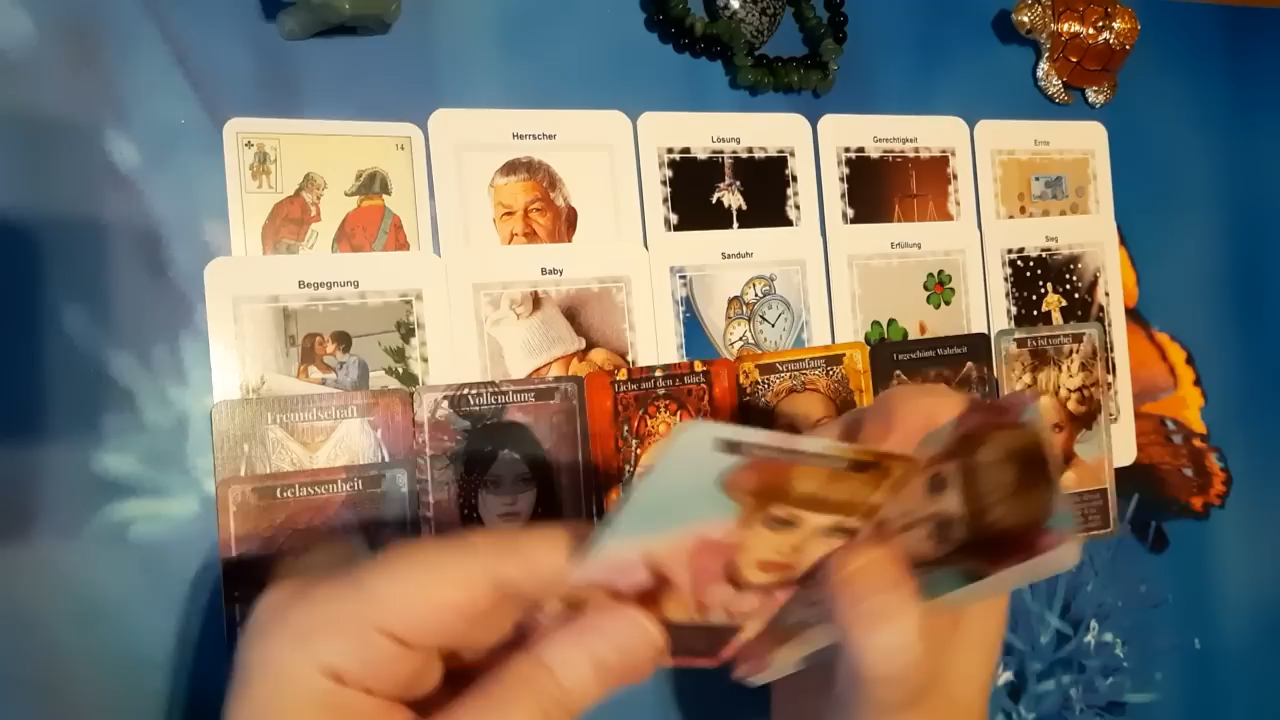 14
Herrscher
Lösung
Gerechtigkeit
Ernte
Begegnung
Baby
Sanduhr
Erfüllung
Sieg
Freundschaft
Vollendung
Liebe auf den 2. Blick
Neuanfang
Ungeschönte Wahrheit
Es ist vorbei
Gelassenheit